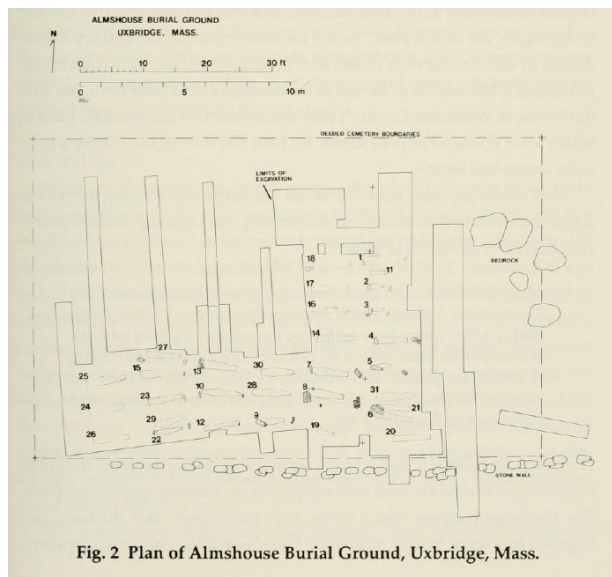 ALMSHOUSE BURIAL GROUND
UXBRIDGE, MASS.
N
0 10 20 30 ft
0 5 10 m
DEEDED CEMETERY BOUNDARIES
LIMITS OF
EXCAVATION
BEDROCK
18 1
11
17 2
16 3
14 4
27
15 13 30 7 5
25
10 28 8 31
23
24
6 21
29 12 9
26 22 19 20
STONE WALL
Fig. 2 Plan of Almshouse Burial Ground, Uxbridge, Mass.